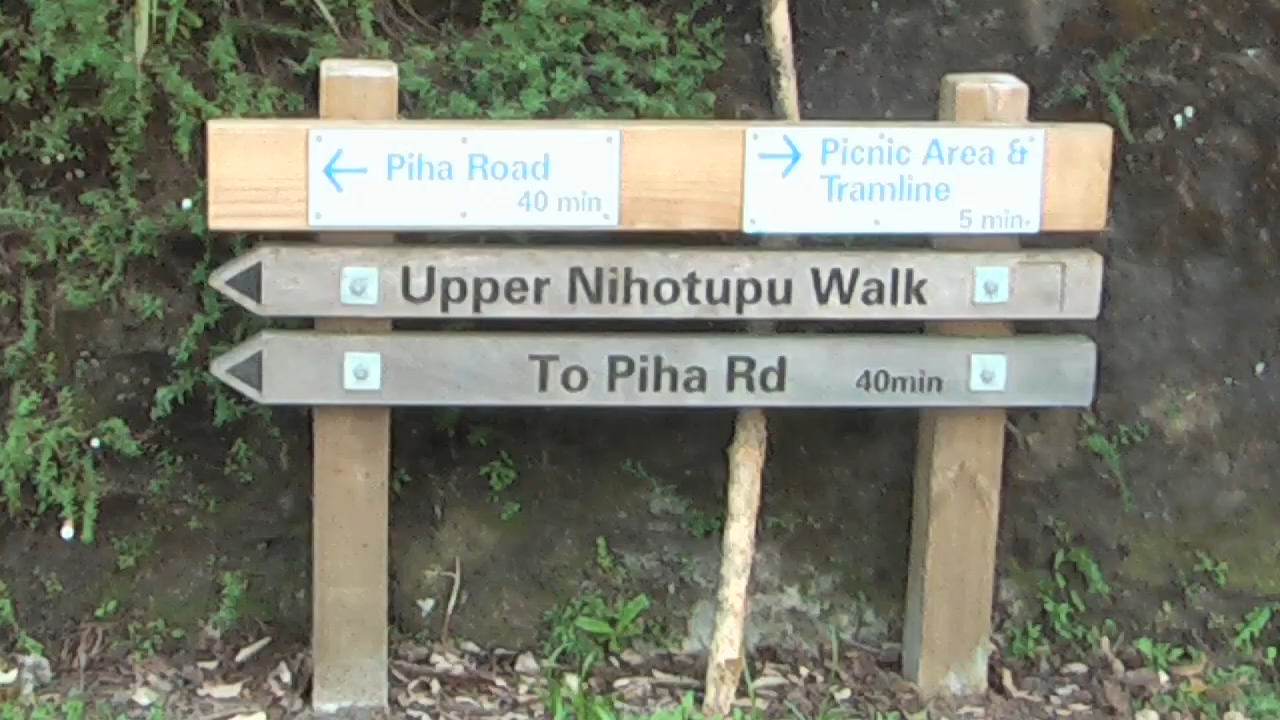 Piha Road
40 min
Picnic Area &
Tramline
5 min
Upper Nihotupu Walk
To Piha Rd 40min